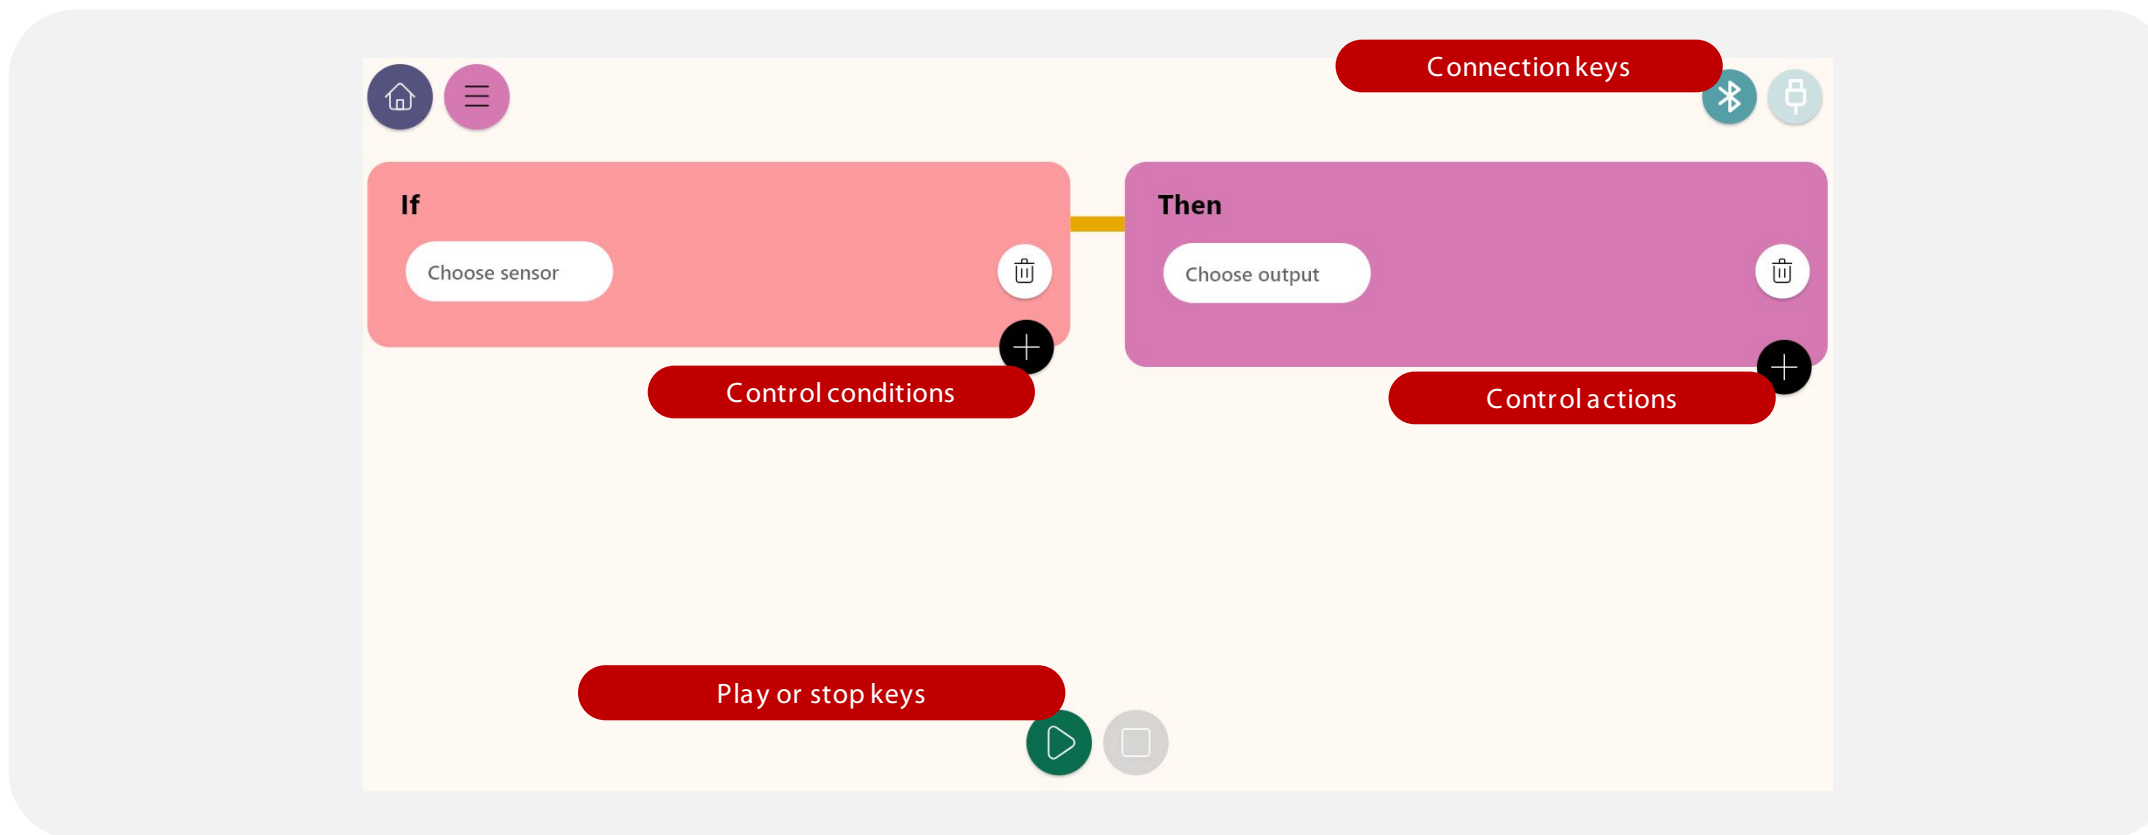 Connection keys
If
Then
Choose sensor
Choose output
Control conditions
Control actions
Play or stop keys